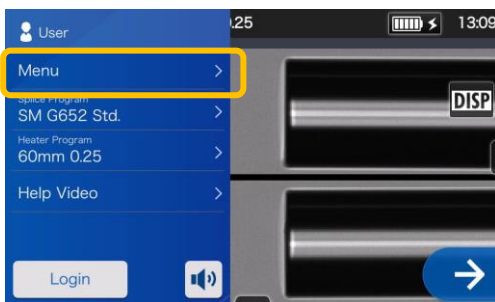 User
.25
13:09
Menu
Splice Program
SM G652 Std.
DISP
Heater Program
60mm 0.25
Help Video
Login